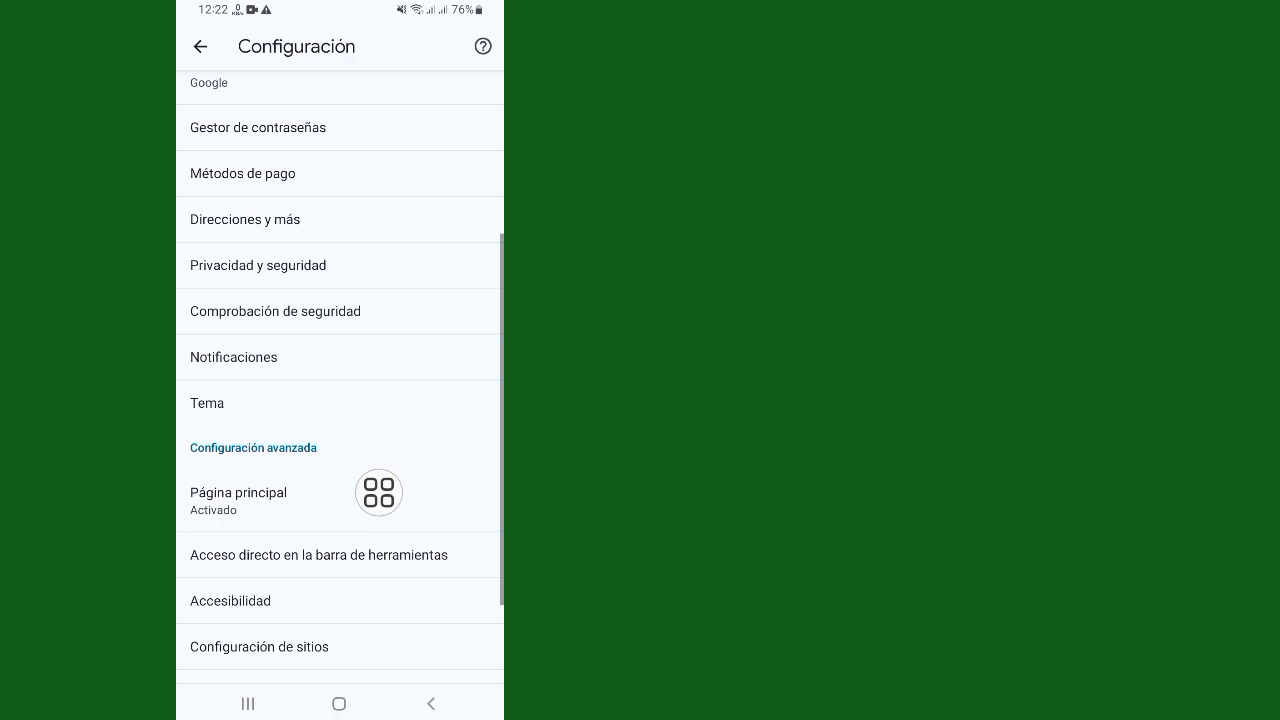 12:22 76%
Configuración
Google
Gestor de contraseñas
Métodos de pago
Direcciones y más
Privacidad y seguridad
Comprobación de seguridad
Notificaciones
Tema
Configuración avanzada
Página principal
Activado
Acceso directo en la barra de herramientas
Accesibilidad
Configuración de sitios